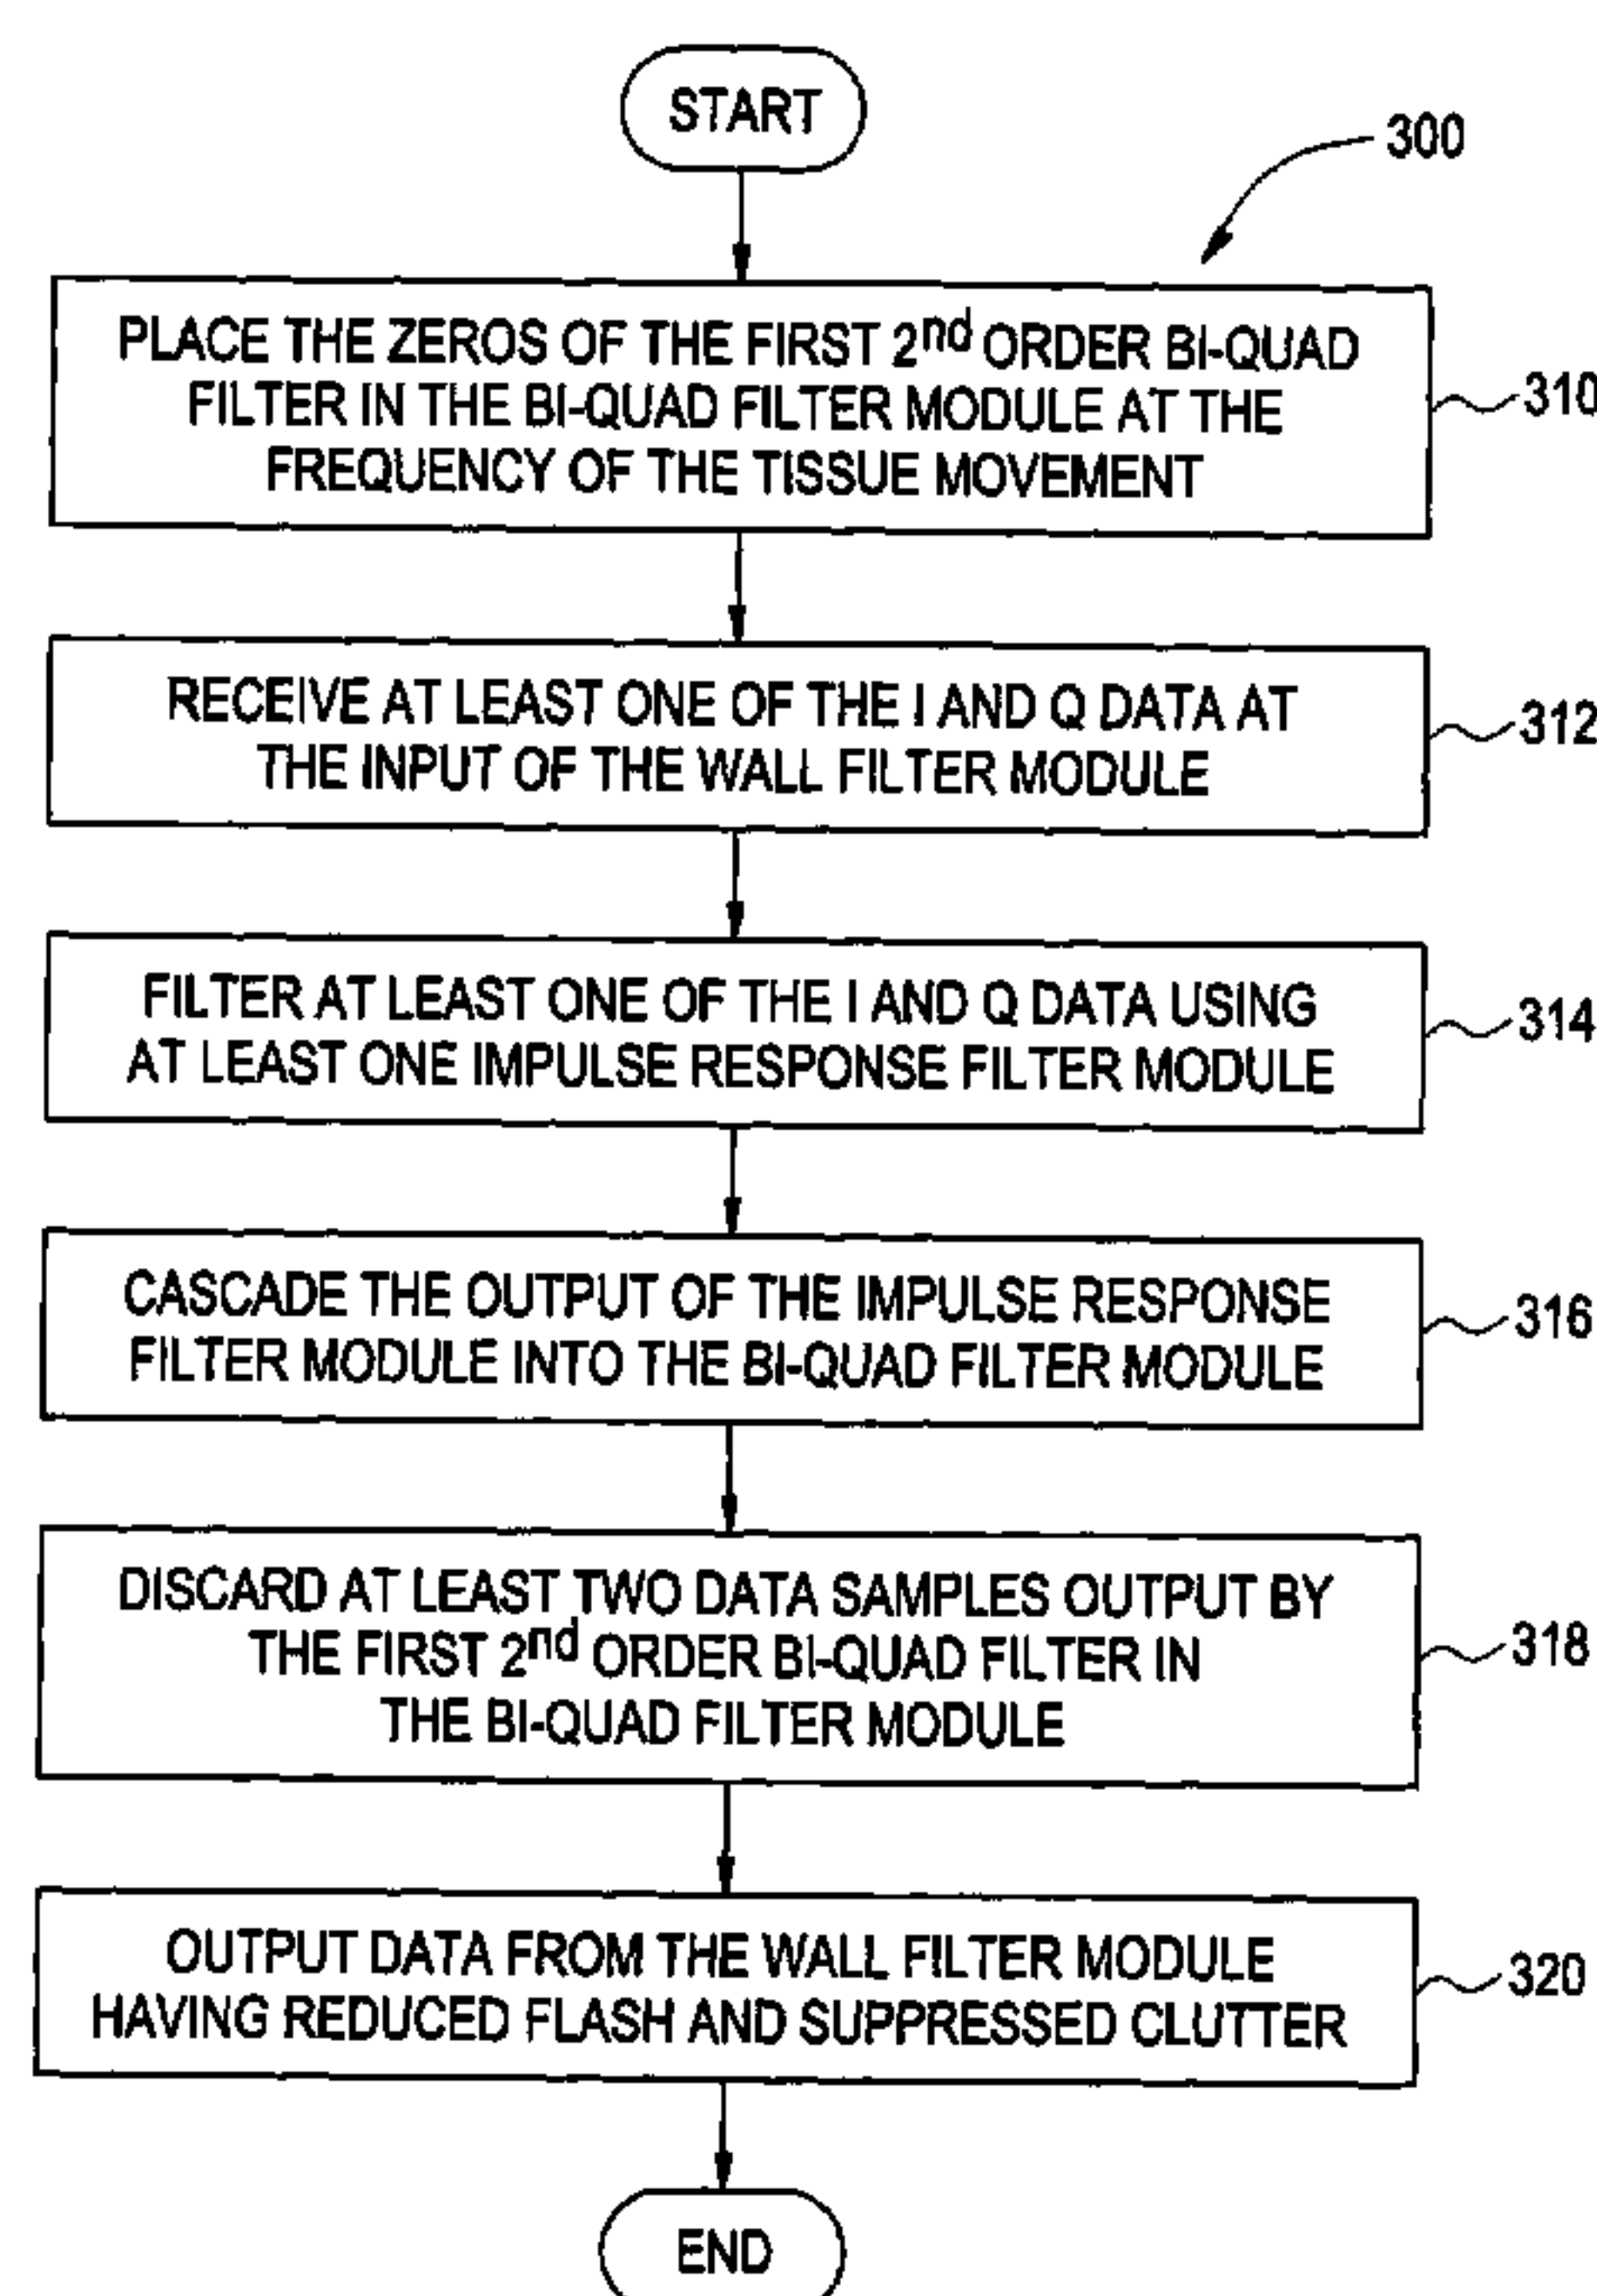 START
300
PLACE THE ZEROS OF THE FIRST 2nd ORDER BI-QUAD
FILTER IN THE BI-QUAD FILTER MODULE AT THE
FREQUENCY OF THE TISSUE MOVEMENT
310
RECEIVE AT LEAST ONE OF THE I AND Q DATA AT
THE INPUT OF THE WALL FILTER MODULE
312
FILTER AT LEAST ONE OF THE I AND Q DATA USING
AT LEAST ONE IMPULSE RESPONSE FILTER MODULE
314
CASCADE THE OUTPUT OF THE IMPULSE RESPONSE
FILTER MODULE INTO THE BI-QUAD FILTER MODULE
316
DISCARD AT LEAST TWO DATA SAMPLES OUTPUT BY
THE FIRST 2nd ORDER BI-QUAD FILTER IN
THE BI-QUAD FILTER MODULE
318
OUTPUT DATA FROM THE WALL FILTER MODULE
HAVING REDUCED FLASH AND SUPPRESSED CLUTTER
320
END